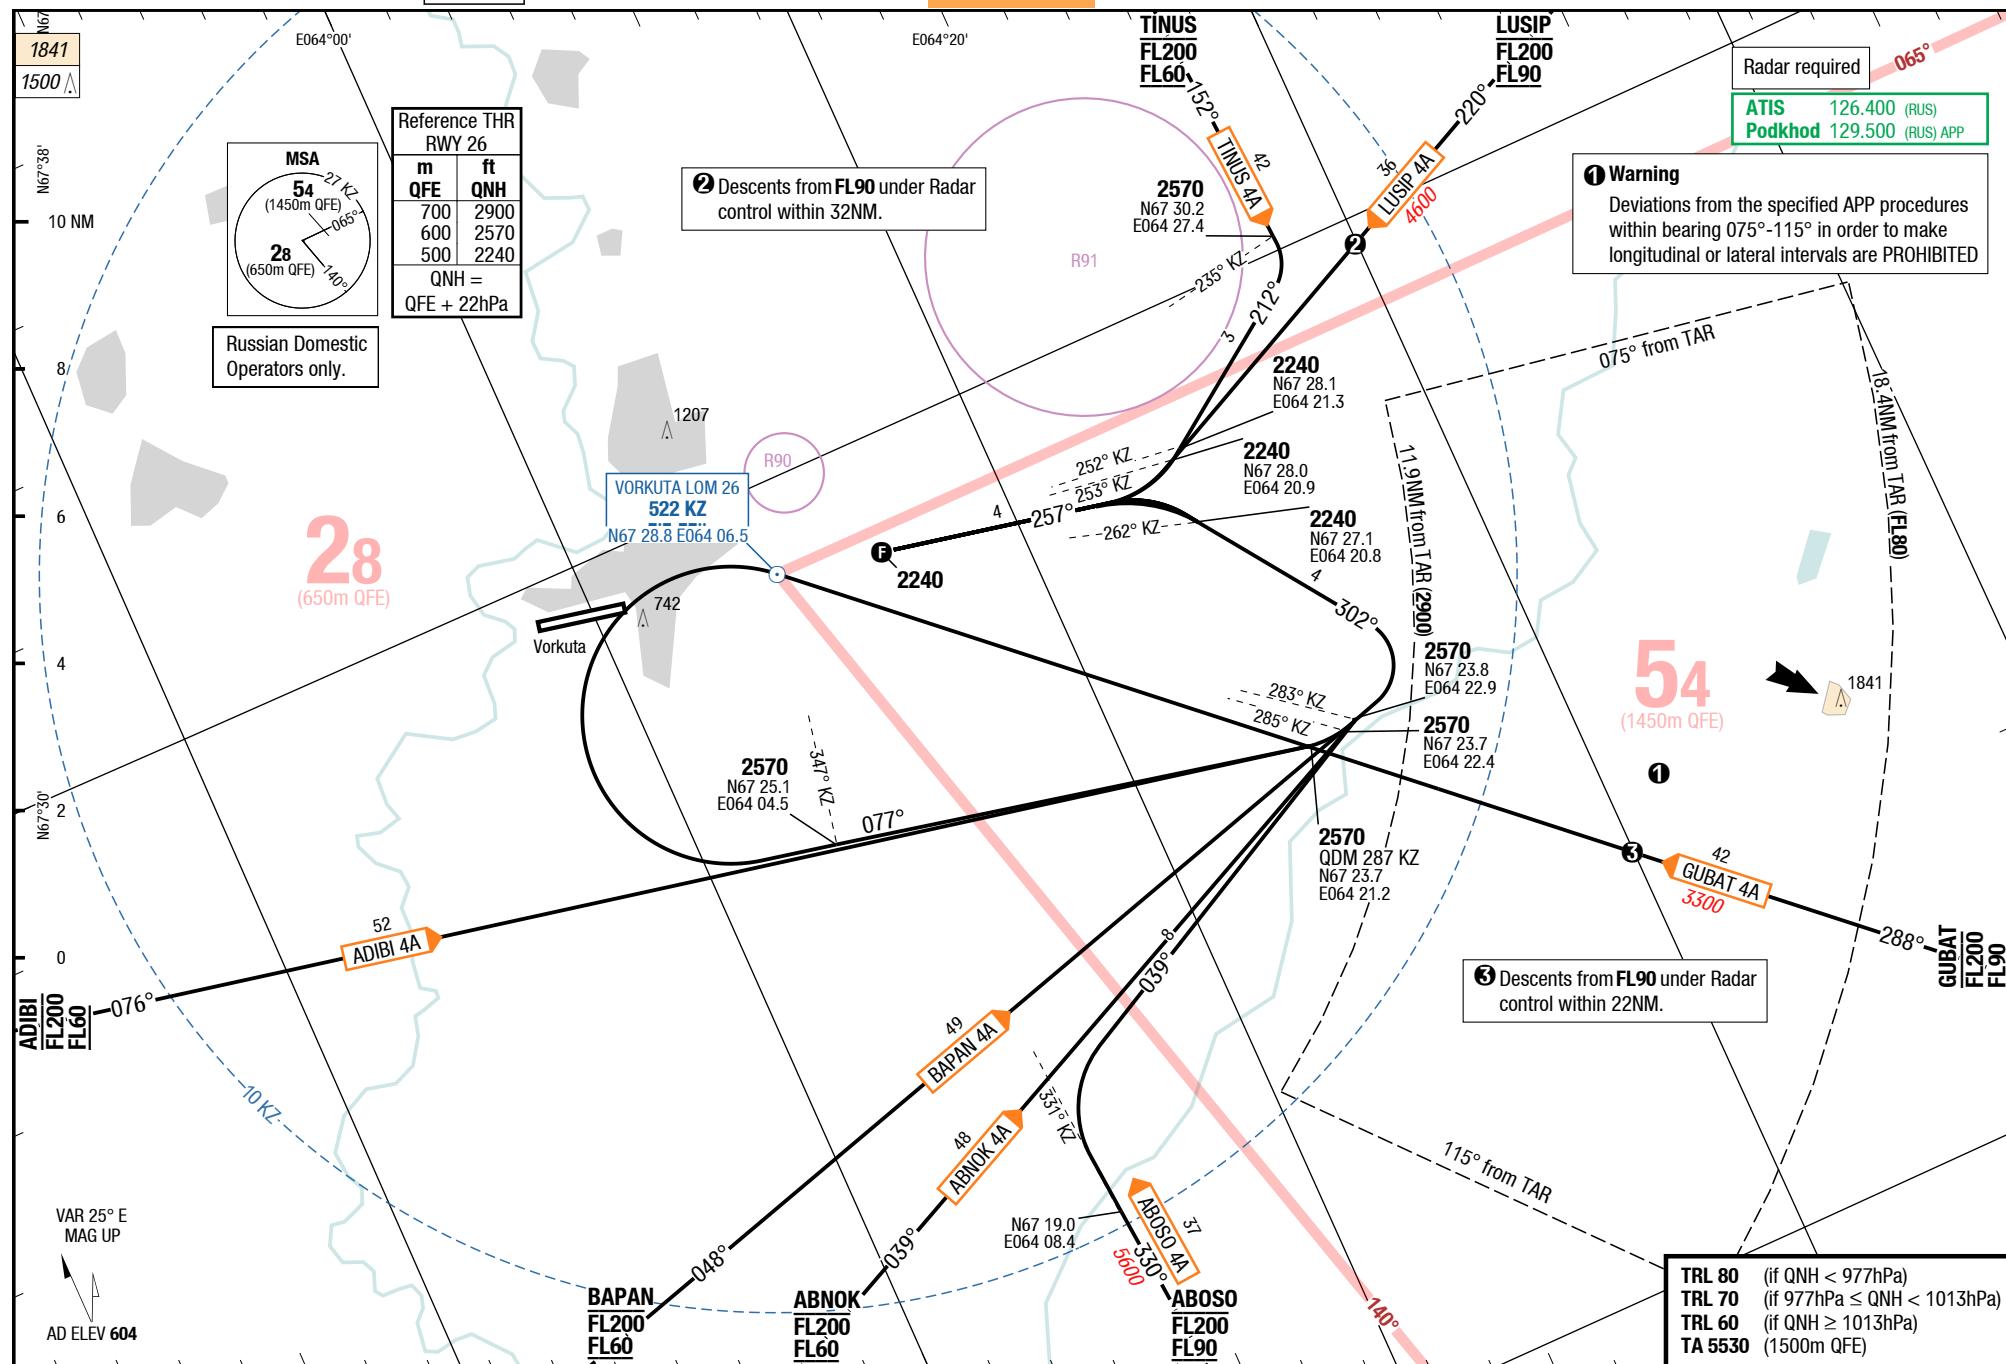 N67°
1841
1500
E064°00'
E064°20'
TINUS
FL200
FL60
LUSIP
FL200
FL90
065°
Radar required
ATIS 126.400 (RUS)
Podkhod 129.500 (RUS) APP
Reference THR
RWY 26
m ft
QFE QNH
700 2900
600 2570
500 2240
QNH =
QFE + 22hPa
MSA
54
(1450m QFE)
27 KZ
065°
28
(650m QFE)
140°
Russian Domestic
Operators only.
N67°38'
10 NM
8
6
4
2
0
N67°30'
2 Descents from FL90 under Radar
control within 32NM.
152°
TINUS 4A
42
220°
LUSIP 4A
36
4600
2
1 Warning
Deviations from the specified APP procedures
within bearing 075°-115° in order to make
longitudinal or lateral intervals are PROHIBITED
2570
N67 30.2
E064 27.4
R91
235° KZ
212°
3
075° from TAR
18.4NM from TAR (FL80)
11.9NM from TAR (2900)
2240
N67 28.1
E064 21.3
2240
N67 28.0
E064 20.9
2240
N67 27.1
E064 20.8
252° KZ
253° KZ
257°
4
262° KZ
1207
R90
VORKUTA LOM 26
522 KZ
N67 28.8 E064 06.5
F
2240
28
(650m QFE)
742
Vorkuta
4
302°
2570
N67 23.8
E064 22.9
283° KZ
285° KZ
2570
N67 23.7
E064 22.4
54
(1450m QFE)
1841
1
2570
N67 25.1
E064 04.5
347° KZ
077°
2570
QDM 287 KZ
N67 23.7
E064 21.2
3
42
GUBAT 4A
3300
288°
GUBAT
FL200
FL90
52
ADIBI 4A
076°
ADIBI
FL200
FL60
8
039°
3 Descents from FL90 under Radar
control within 22NM.
49
BAPAN 4A
48
ABNOK 4A
331° KZ
10 KZ
115° from TAR
N67 19.0
E064 08.4
37
ABOSO 4A
5600
330°
048°
039°
VAR 25° E
MAG UP
AD ELEV 604
BAPAN
FL200
FL60
ABNOK
FL200
FL60
ABOSO
FL200
FL90
140°
TRL 80 (if QNH < 977hPa)
TRL 70 (if 977hPa ≤ QNH < 1013hPa)
TRL 60 (if QNH ≥ 1013hPa)
TA 5530 (1500m QFE)